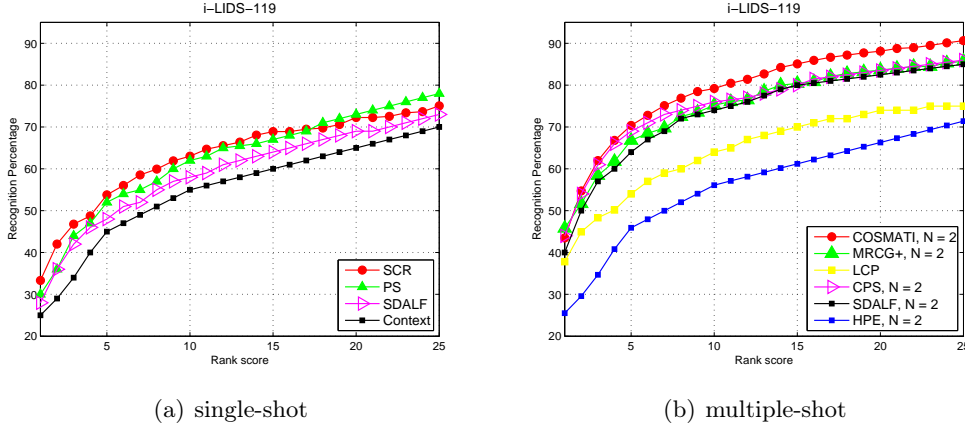 i−LIDS−119
90
80
70
60
50
40
30
20
5
10
15
20
25
Recognition Percentage
Rank score
SCR
PS
SDALF
Context
(a) single-shot
i−LIDS−119
90
80
70
60
50
40
30
20
5
10
15
20
25
Recognition Percentage
Rank score
COSMATI, N = 2
MRCG+, N = 2
LCP
CPS, N = 2
SDALF, N = 2
HPE, N = 2
(b) multiple-shot